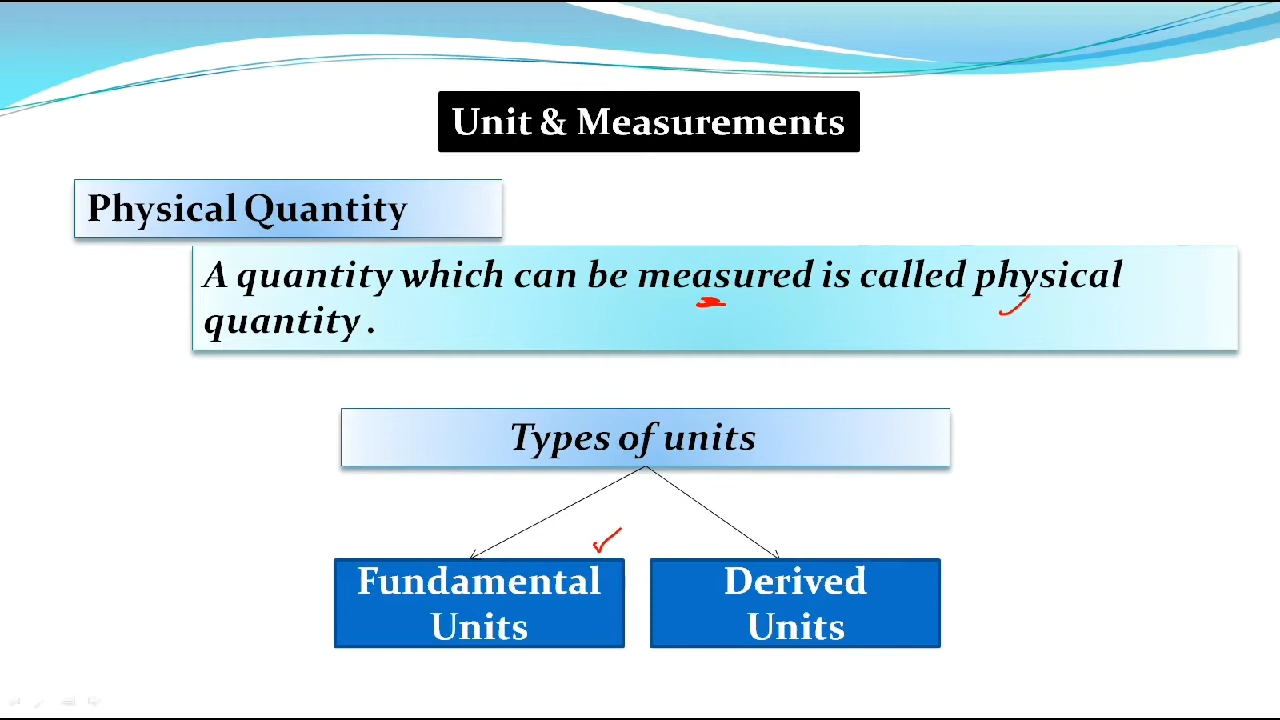 Unit & Measurements
Physical Quantity
A quantity which can be measured is called physical
quantity.
Types of units
Fundamental
Units
Derived
Units